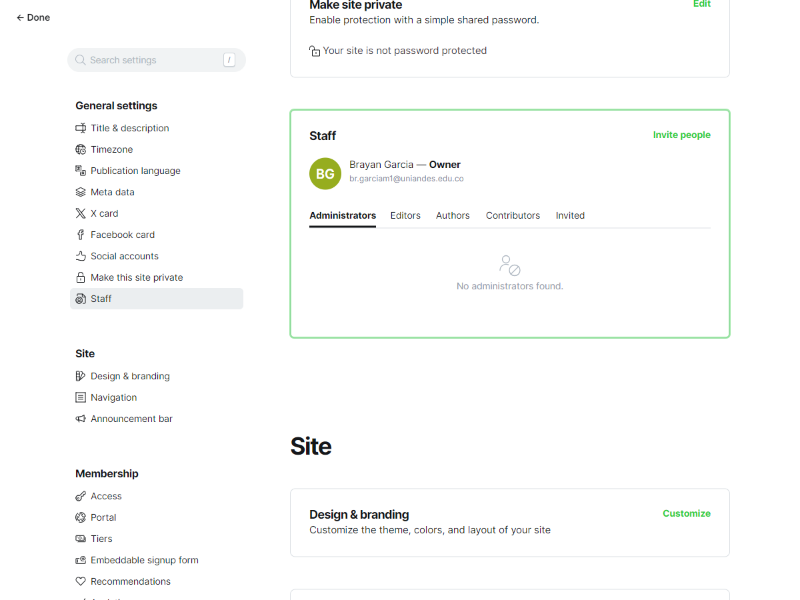 ← Done
Search settings
/
General settings
Title & description
Timezone
Publication language
Meta data
X card
Facebook card
Social accounts
Make this site private
Staff
Site
Design & branding
Navigation
Announcement bar
Membership
Access
Portal
Tiers
Embeddable signup form
Recommendations
Make site private
Edit
Enable protection with a simple shared password.
Your site is not password protected
Staff
Invite people
BG
Brayan Garcia — Owner
br.garciam1@uniandes.edu.co
Administrators Editors Authors Contributors Invited
No administrators found.
Site
Design & branding
Customize
Customize the theme, colors, and layout of your site